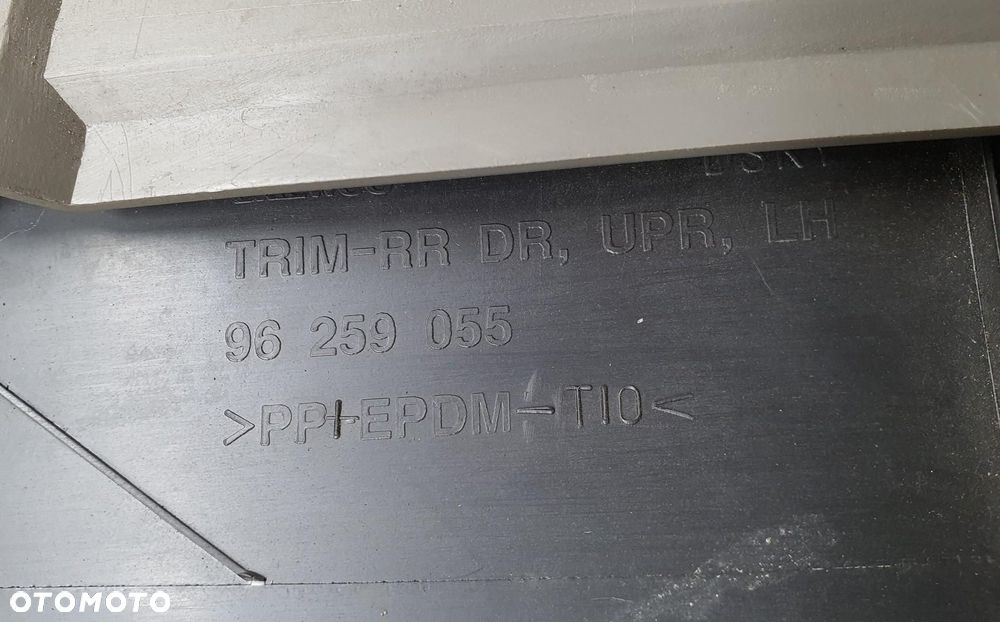 TRIM-RR DR, UPR, LH
96 259 055
>PP+EPDM-T10<
OTOMOTO